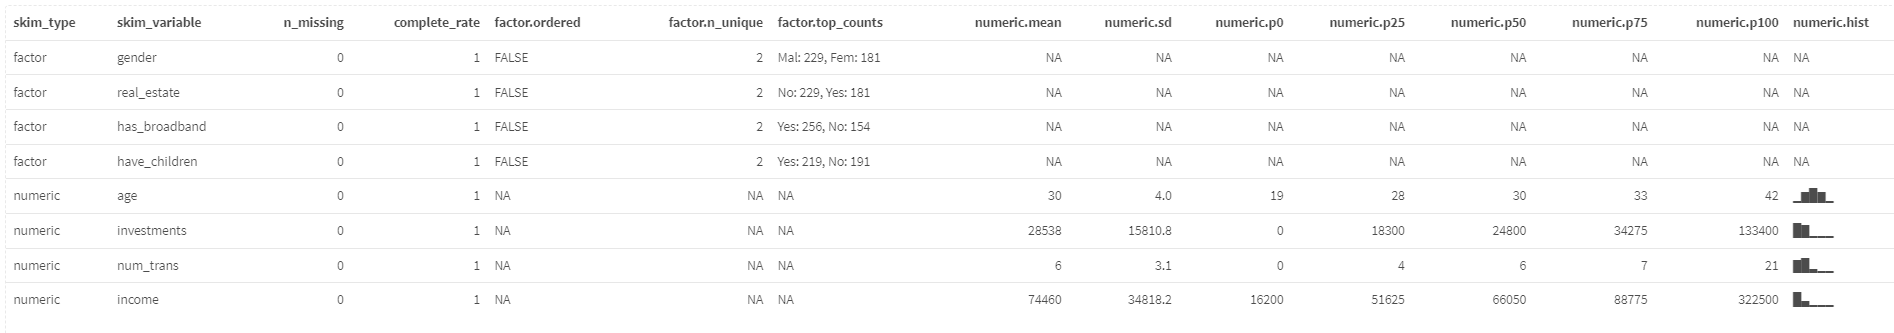 skim_type skim_variable n_missing complete_rate factor.ordered factor.n_unique factor.top_counts numeric.mean numeric.sd numeric.p0 numeric.p25 numeric.p50 numeric.p75 numeric.p100 numeric.hist
factor gender 0 1 FALSE 2 Mal: 229, Fem: 181 NA NA NA NA NA NA NA NA
factor real_estate 0 1 FALSE 2 No: 229, Yes: 181 NA NA NA NA NA NA NA NA
factor has_broadband 0 1 FALSE 2 Yes: 256, No: 154 NA NA NA NA NA NA NA NA
factor have_children 0 1 FALSE 2 Yes: 219, No: 191 NA NA NA NA NA NA NA NA
numeric age 0 1 NA NA NA 30 4.0 19 28 30 33 42 ▁▆▇▆▁
numeric investments 0 1 NA NA NA 28538 15810.8 0 18300 24800 34275 133400 ▇▆▁▁▁
numeric num_trans 0 1 NA NA NA 6 3.1 0 4 6 7 21 ▆▇▂▁▁
numeric income 0 1 NA NA NA 74460 34818.2 16200 51625 66050 88775 322500 ▇▃▁▁▁